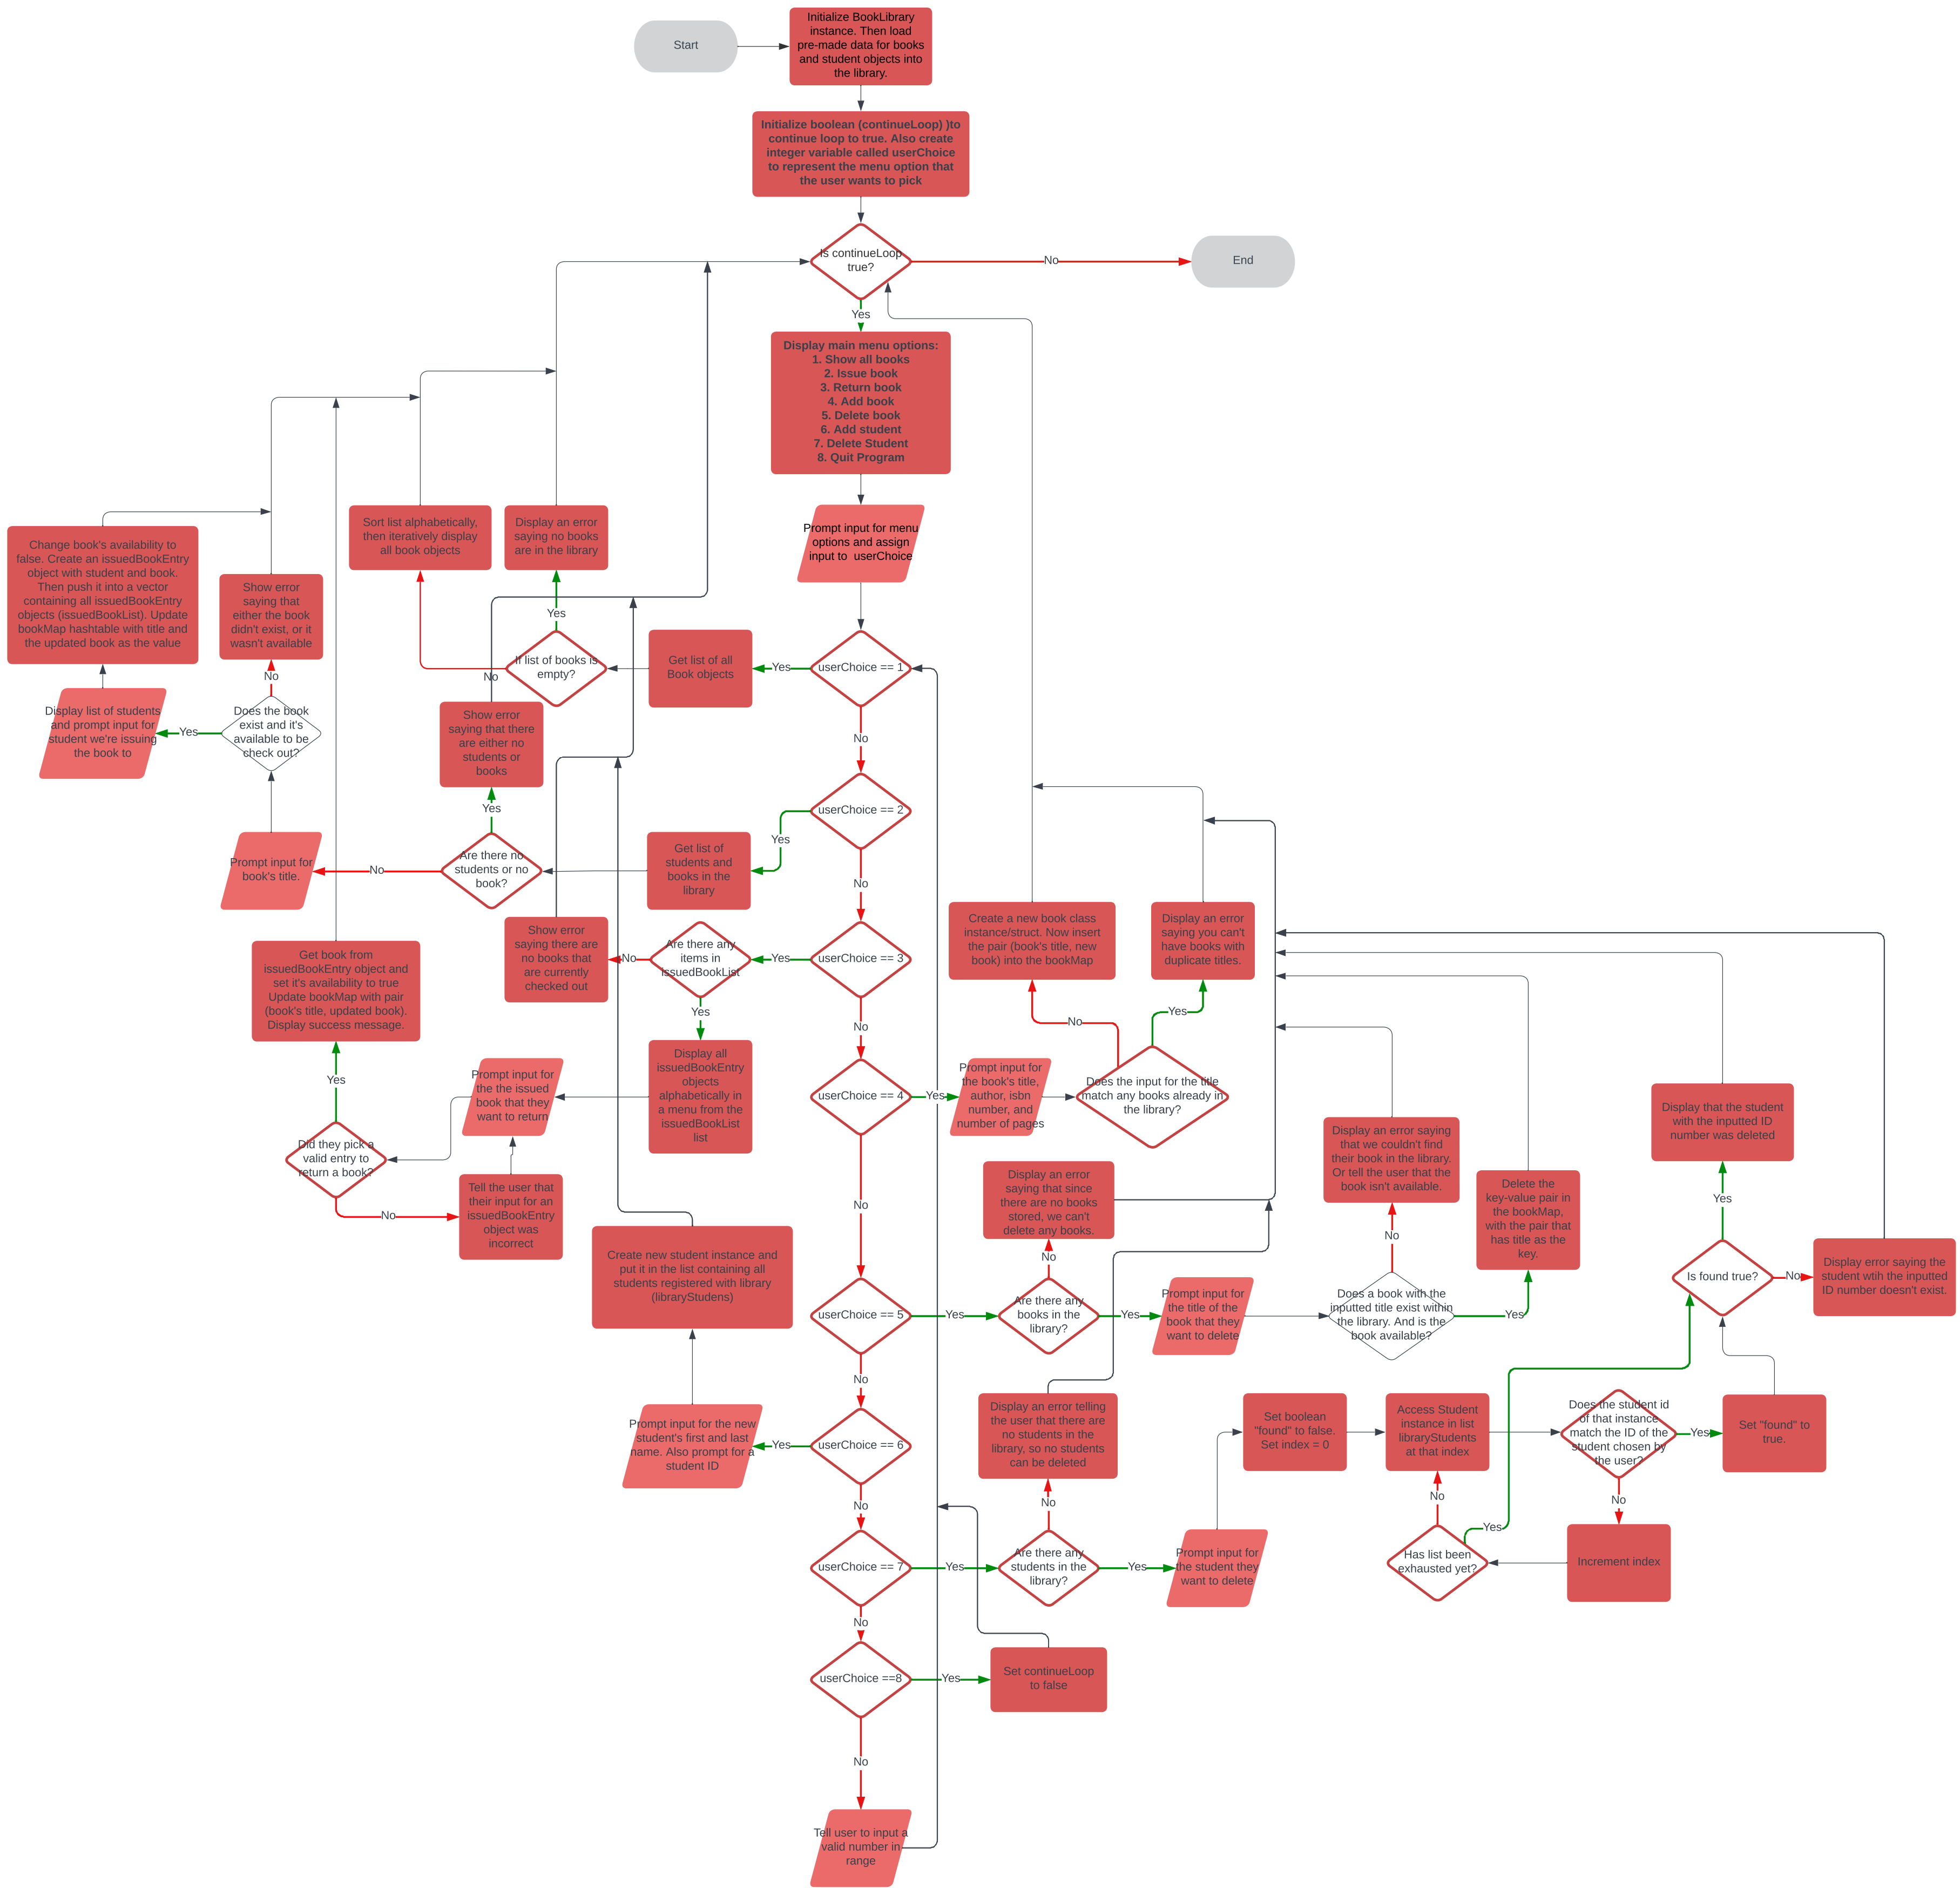 Start
Initialize BookLibrary
instance. Then load
pre-made data for books
and student objects into
the library.
Initialize boolean (continueLoop) )to
continue loop to true. Also create
integer variable called userChoice
to represent the menu option that
the user wants to pick
Is continueLoop
true?
No
End
Yes
Display main menu options:
1. Show all books
2. Issue book
3. Return book
4. Add book
5. Delete book
6. Add student
7. Delete Student
8. Quit Program
Prompt input for menu
options and assign
input to  userChoice
userChoice == 1
Yes
Get list of all
Book objects
If list of books is
empty?
Yes
Display an error
saying no books
are in the library
No
Sort list alphabetically,
then iteratively display
all book objects
No
userChoice == 2
Yes
Get list of
students and
books in the
library
Are there no
students or no
book?
Yes
Show error
saying that there
are either no
students or
books
No
Prompt input for
book's title.
Does the book
exist and it's
available to be
check out?
No
Show error
saying that
either the book
didn't exist, or it
wasn't available
Yes
Display list of students
and prompt input for
student we're issuing
the book to
Change book's availability to
false. Create an issuedBookEntry
object with student and book.
Then push it into a vector
containing all issuedBookEntry
objects (issuedBookList). Update
bookMap hashtable with title and
the updated book as the value
No
userChoice == 3
Yes
Are there any
items in
issuedBookList
No
Show error
saying there are
no books that
are currently
checked out
Yes
Display all
issuedBookEntry
objects
alphabetically in
a menu from the
issuedBookList
list
Prompt input for
the the issued
book that they
want to return
Did they pick a
valid entry to
return a book?
Yes
Get book from
issuedBookEntry object and
set it's availability to true
Update bookMap with pair
(book's title, updated book).
Display success message.
No
Tell the user that
their input for an
issuedBookEntry
object was
incorrect
No
userChoice == 4
Yes
Prompt input for
the book's title,
author, isbn
number, and
number of pages
Does the input for the title
match any books already in
the library?
No
Create a new book class
instance/struct. Now insert
the pair (book's title, new
book) into the bookMap
Yes
Display an error
saying you can't
have books with
duplicate titles.
No
userChoice == 5
Yes
Are there any
books in the
library?
No
Display an error
saying that since
there are no books
stored, we can't
delete any books.
Yes
Prompt input for
the title of the
book that they
want to delete
Does a book with the
inputted title exist within
the library. And is the
book available?
No
Display an error saying
that we couldn't find
their book in the library.
Or tell the user that the
book isn't available.
Yes
Delete the
key-value pair in
the bookMap,
with the pair that
has title as the
key.
No
userChoice == 6
Yes
Prompt input for the new
student's first and last
name. Also prompt for a
student ID
Create new student instance and
put it in the list containing all
students registered with library
(libraryStudens)
No
userChoice == 7
Yes
Are there any
students in the
library?
No
Display an error telling
the user that there are
no students in the
library, so no students
can be deleted
Yes
Prompt input for
the student they
want to delete
Set boolean
"found" to false.
Set index = 0
Access Student
instance in list
libraryStudents
at that index
Does the student id
of that instance
match the ID of the
student chosen by
the user?
Yes
Set "found" to
true.
No
Increment index
Has list been
exhausted yet?
No
Yes
Is found true?
Yes
Display that the student
with the inputted ID
number was deleted
No
Display error saying the
student wtih the inputted
ID number doesn't exist.
No
userChoice ==8
Yes
Set continueLoop
to false
No
Tell user to input a
valid number in
range